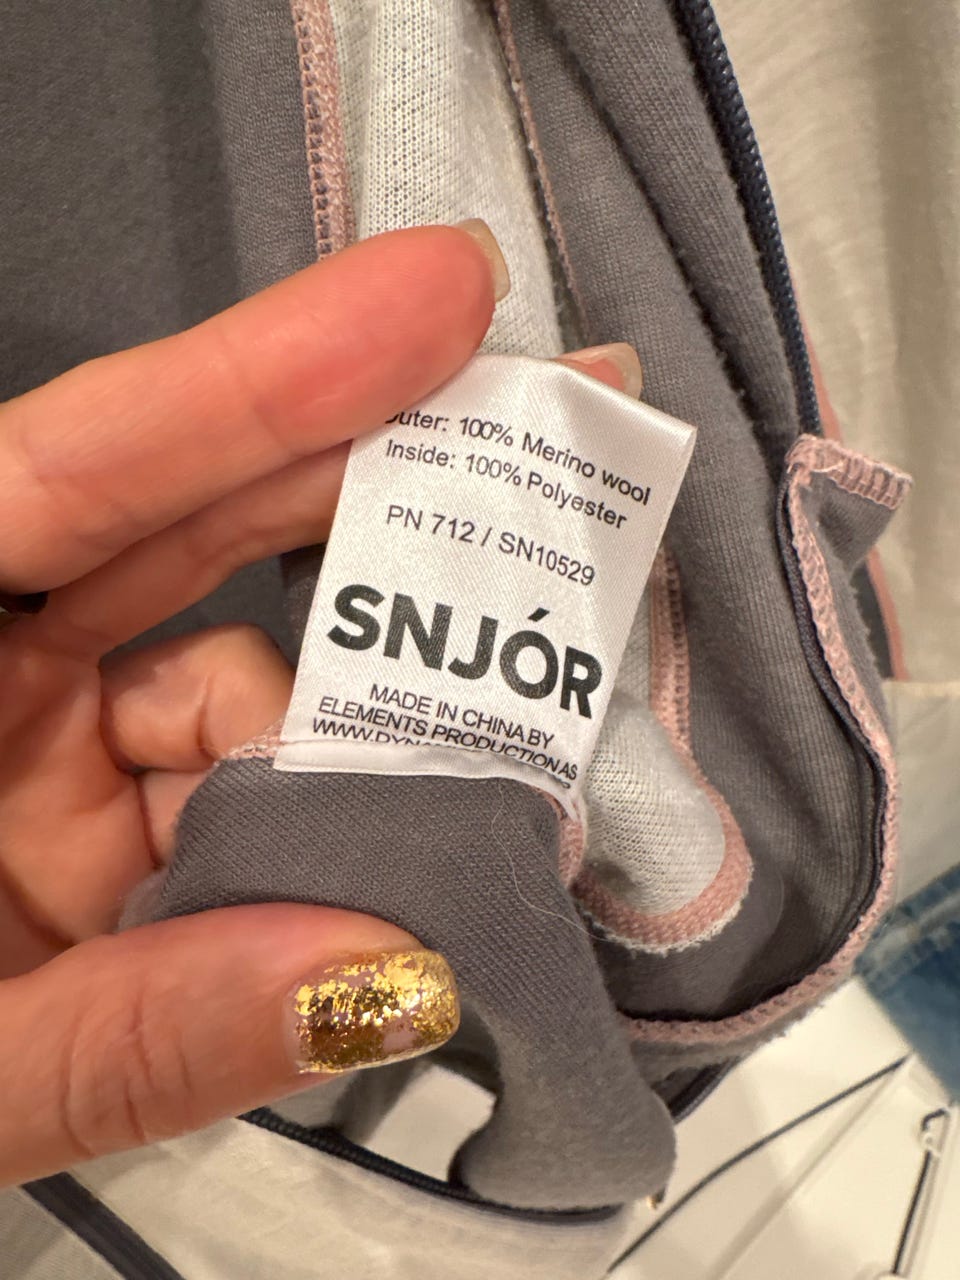 Outer: 100% Merino wool
Inside: 100% Polyester
PN 712 / SN10529
SNJÓR
MADE IN CHINA BY
ELEMENTS PRODUCTION AS